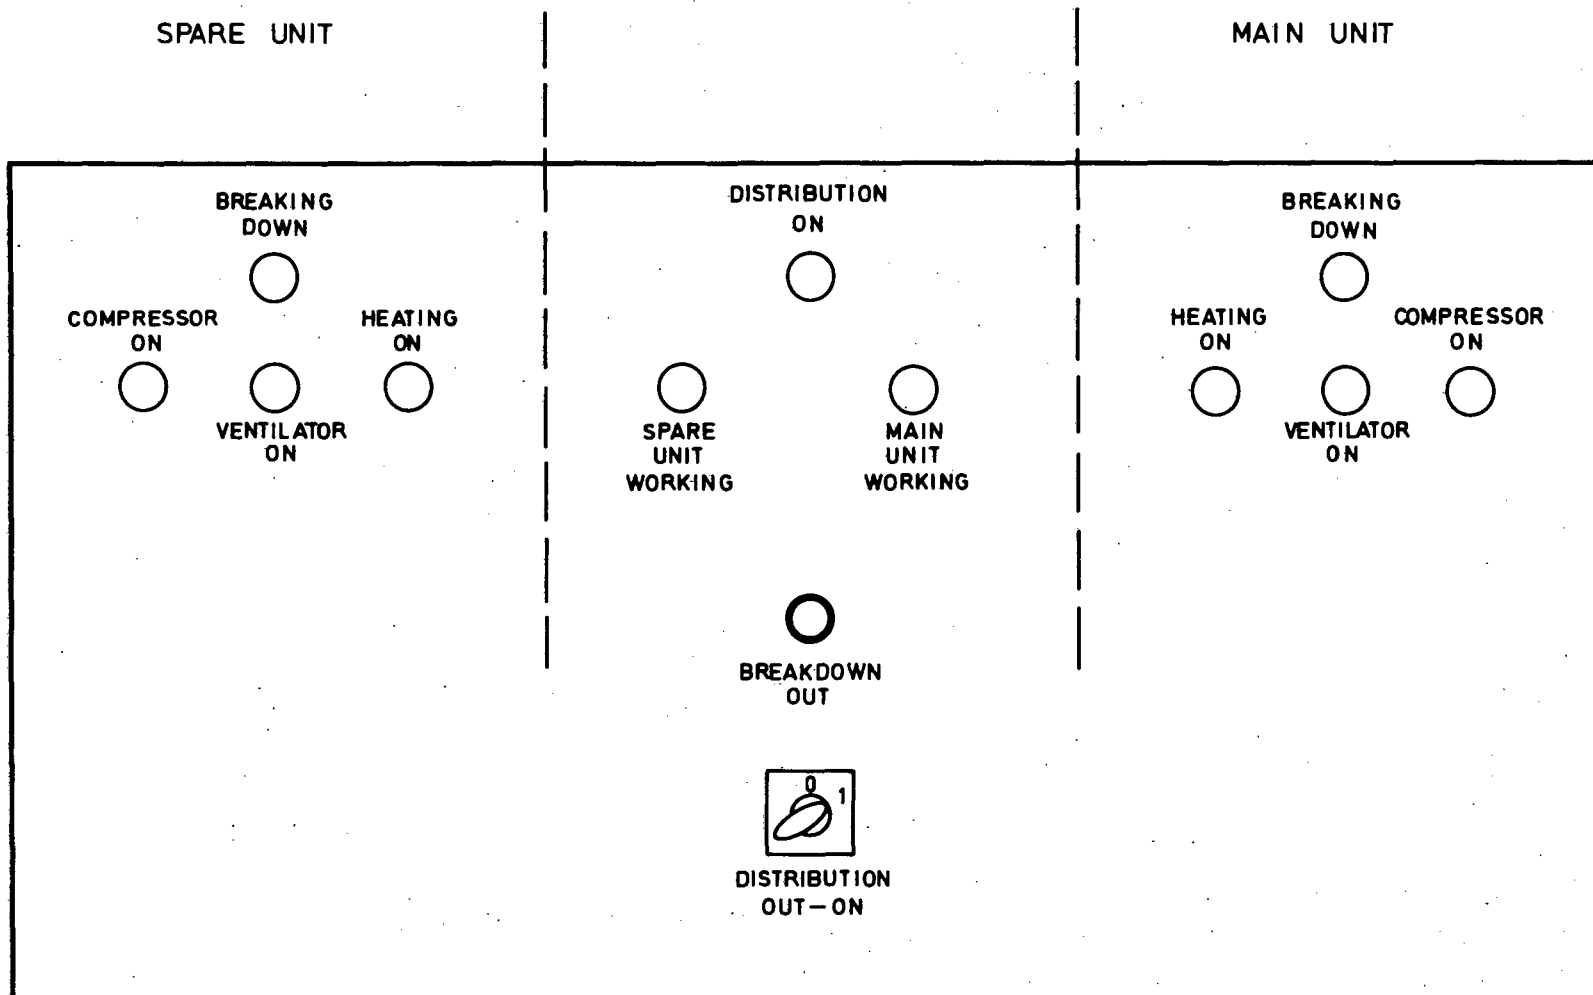 SPARE UNIT
MAIN UNIT
BREAKING
DOWN
COMPRESSOR
ON
HEATING
ON
VENTILATOR
ON
DISTRIBUTION
ON
SPARE
UNIT
WORKING
MAIN
UNIT
WORKING
BREAKDOWN
OUT
0
1
DISTRIBUTION
OUT-ON
BREAKING
DOWN
HEATING
ON
COMPRESSOR
ON
VENTILATOR
ON